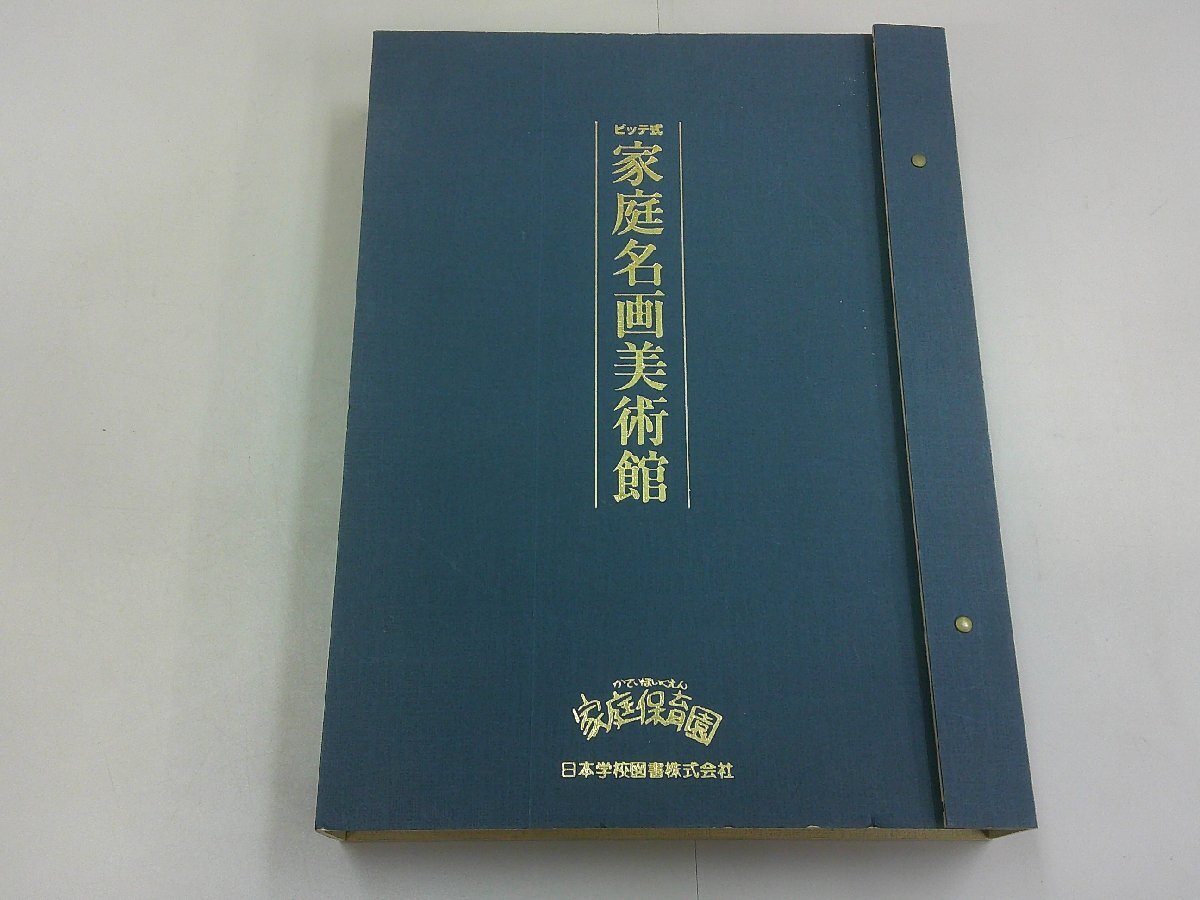 ピッテ式
家庭名画美術館
かていほいくえん
家庭保育園
日本学校図書株式会社